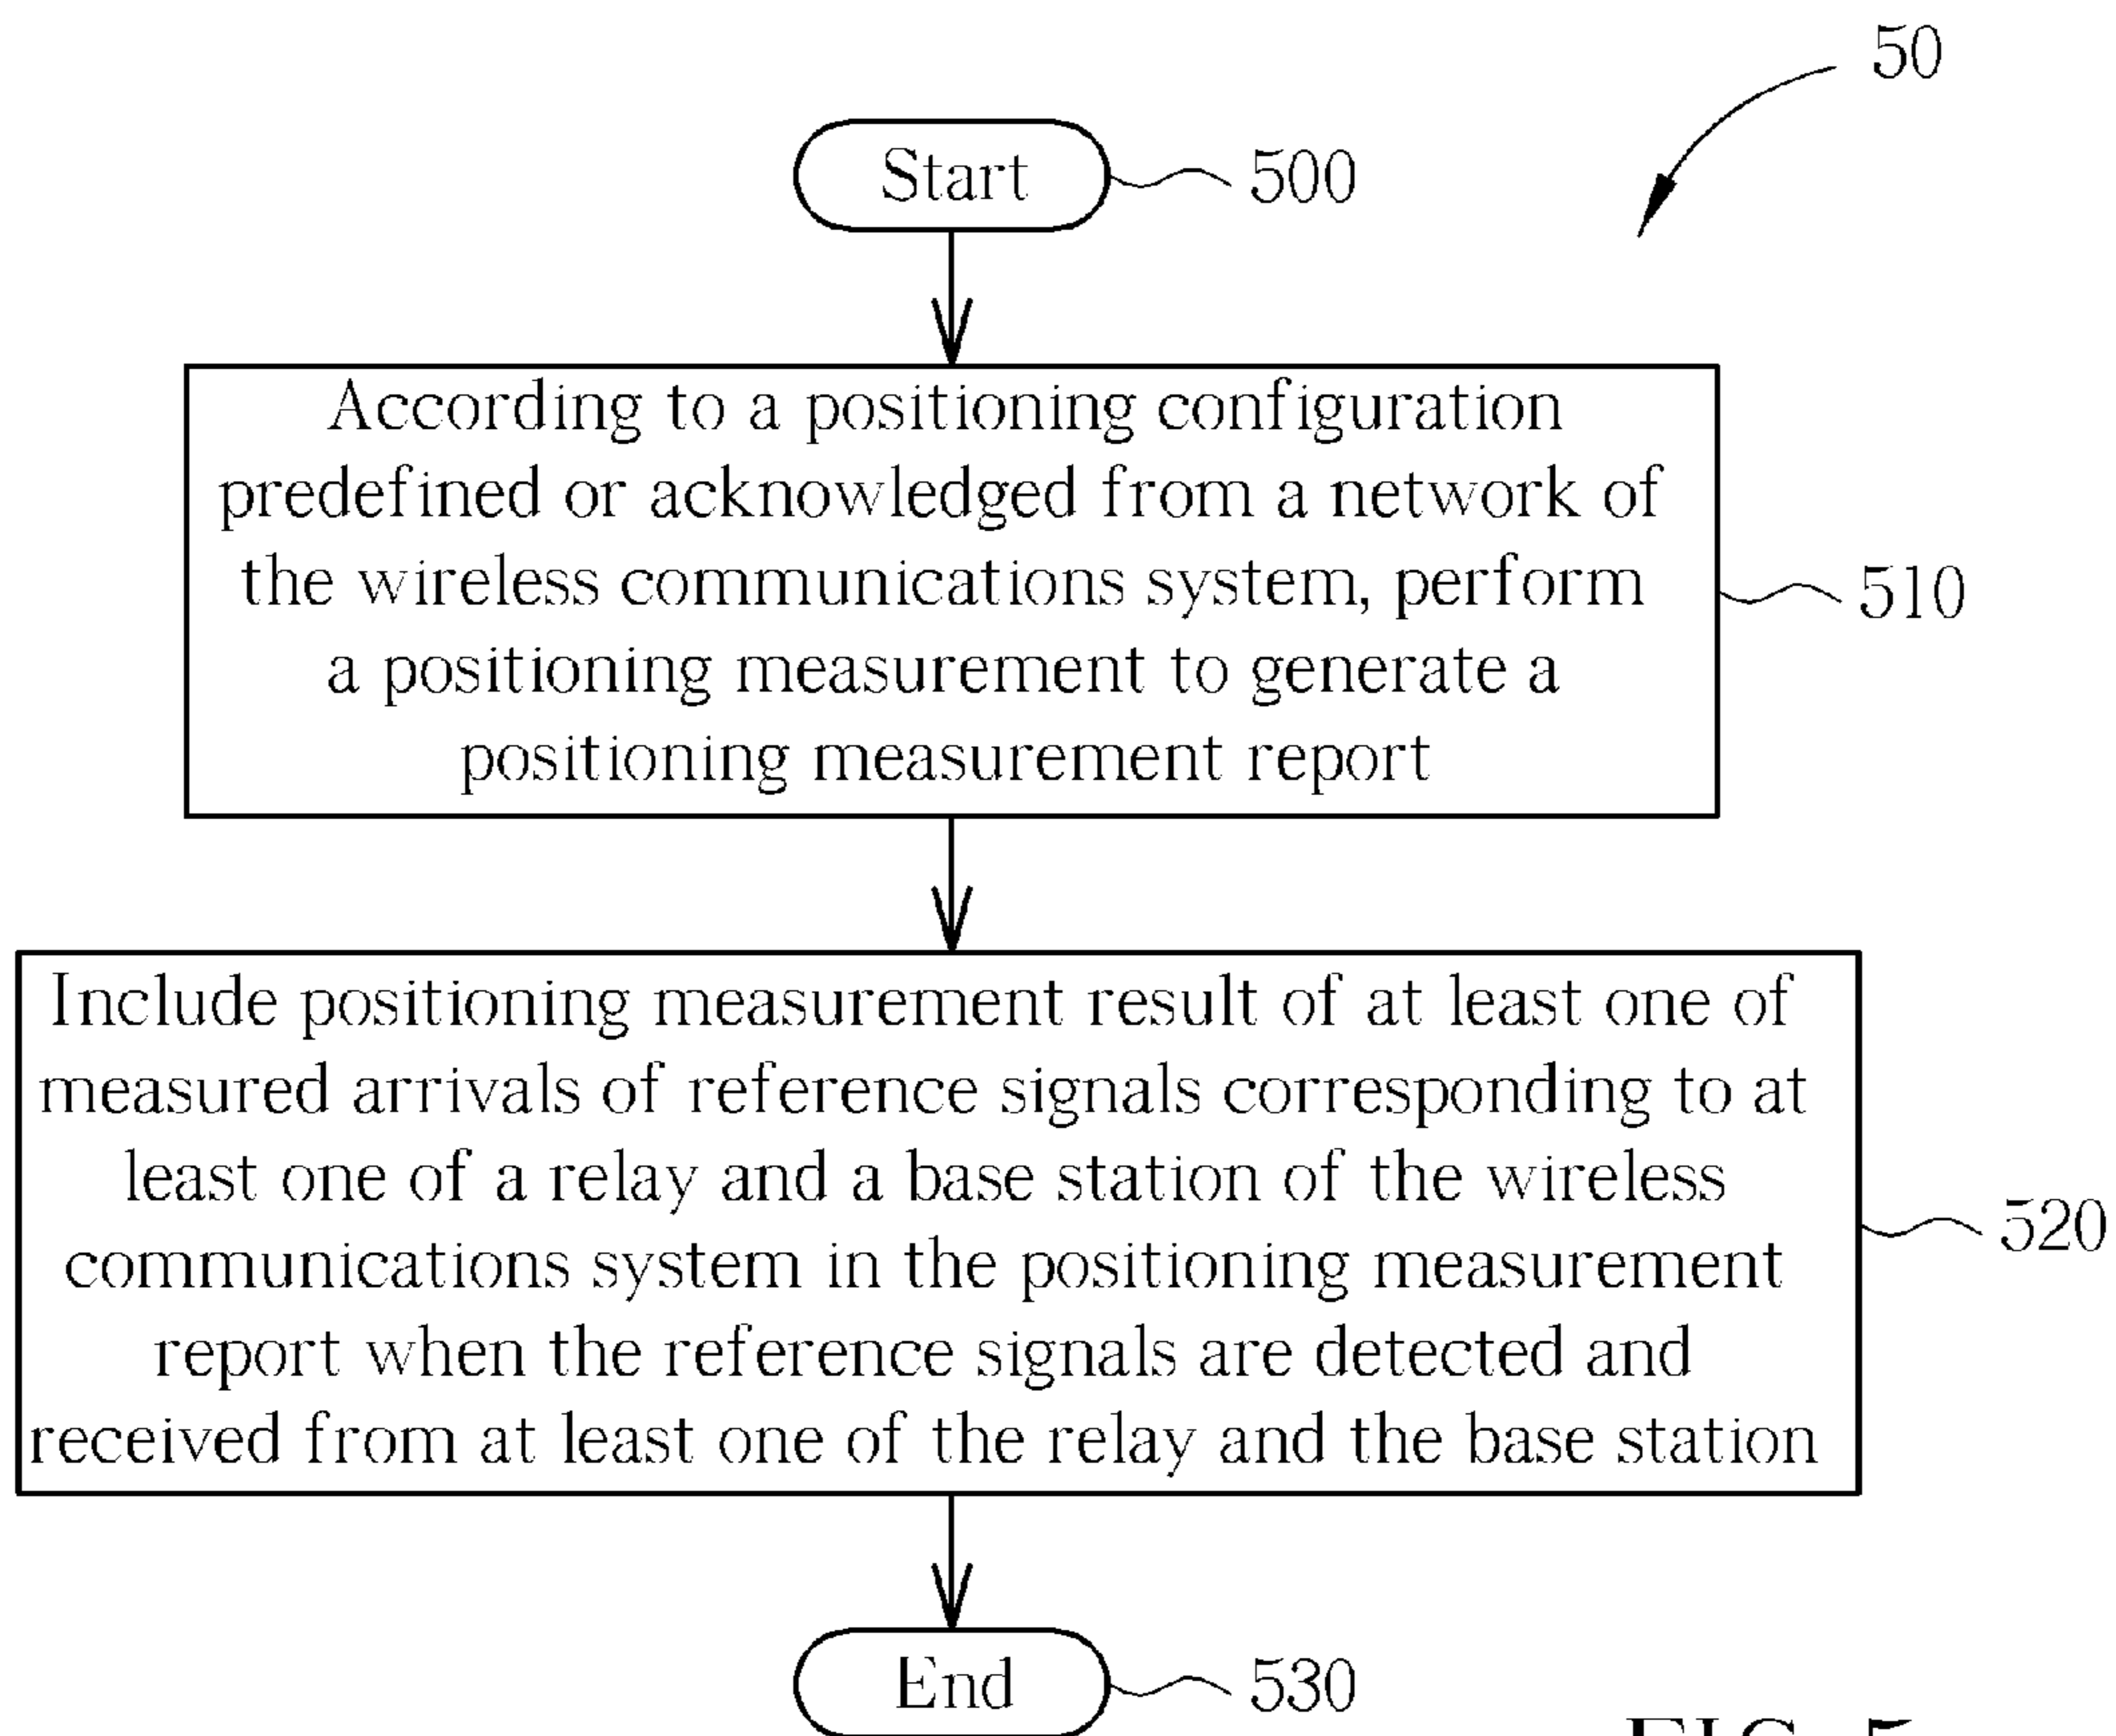 50
Start
500
According to a positioning configuration
predefined or acknowledged from a network of
the wireless communications system, perform
a positioning measurement to generate a
positioning measurement report
510
Include positioning measurement result of at least one of
measured arrivals of reference signals corresponding to at
least one of a relay and a base station of the wireless
communications system in the positioning measurement
report when the reference signals are detected and
received from at least one of the relay and the base station
520
End
530
FIG. 5